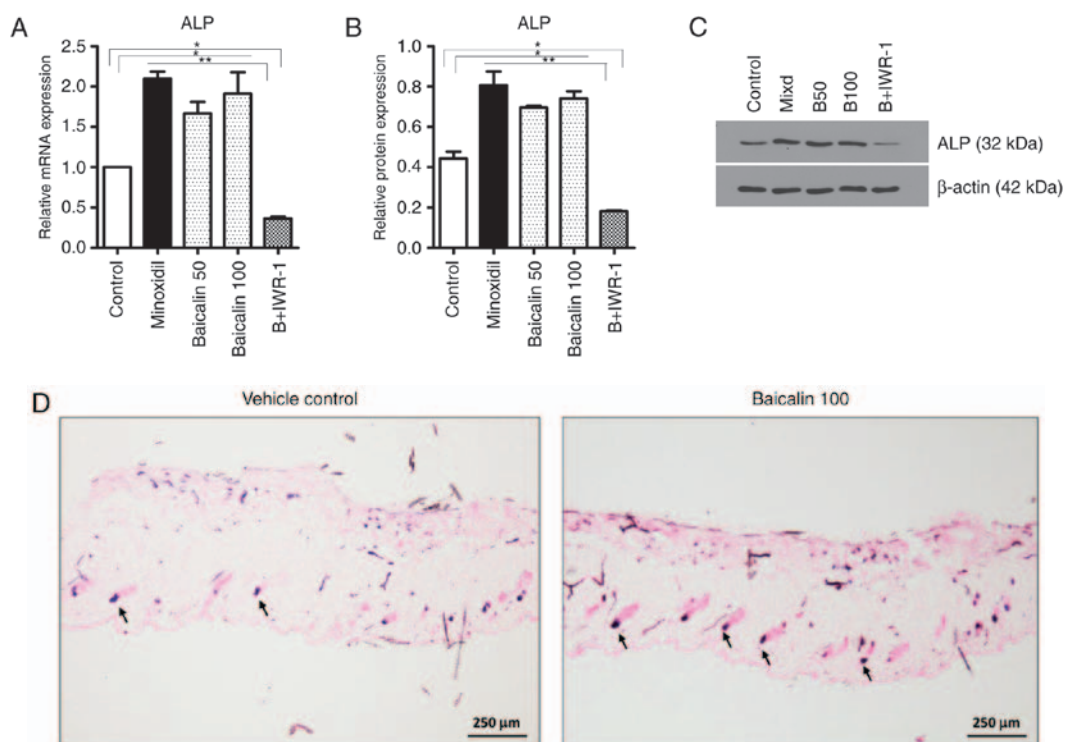 A
ALP
* 
*
**
Relative mRNA expression
2.5
2.0
1.5
1.0
0.5
0.0
Control
Minoxidil
Baicalin 50
Baicalin 100
B+IWR-1
B
ALP
*
*
**
Relative protein expression
1.0
0.8
0.6
0.4
0.2
0.0
Control
Minoxidil
Baicalin 50
Baicalin 100
B+IWR-1
C
Control
Mixd
B50
B100
B+IWR-1
ALP (32 kDa)
β-actin (42 kDa)
D
Vehicle control
250 µm
Baicalin 100
250 µm